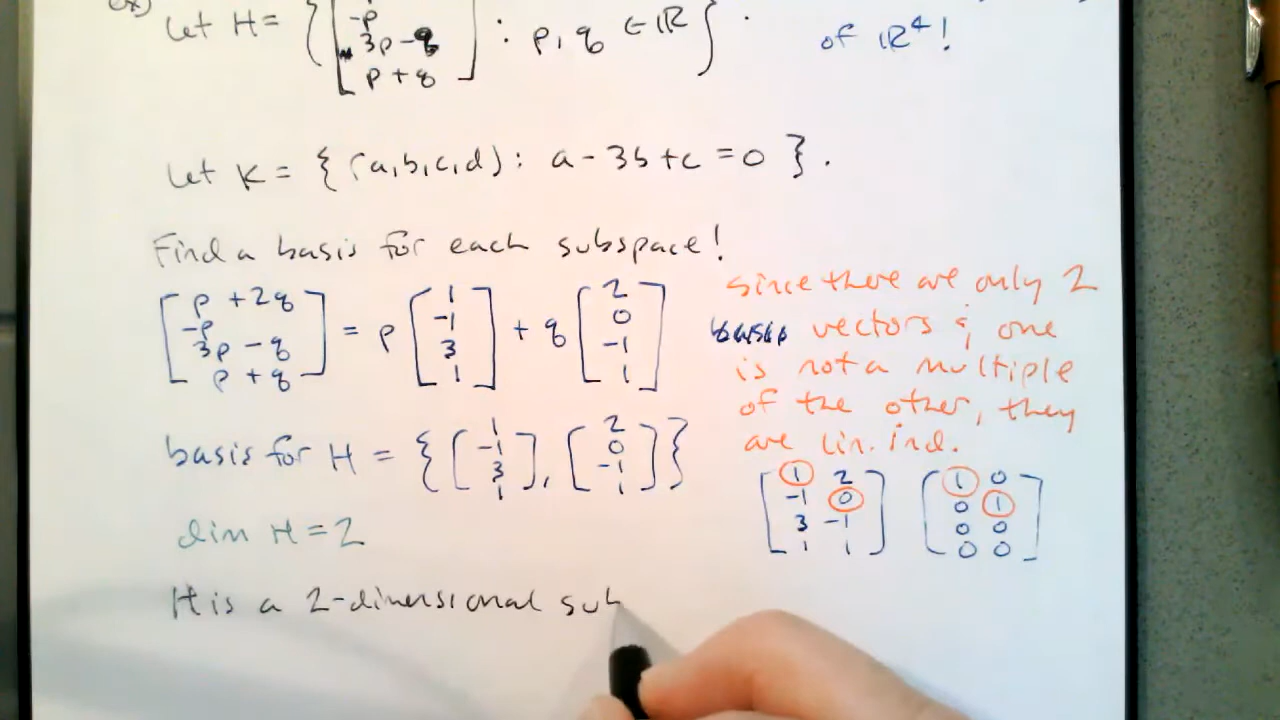 ex)
Let H = { [ -p
3p - q
p + q ] : p, q ∈ ℝ } .
of ℝ⁴!
Let K = { (a,b,c,d) : a - 3b + c = 0 } .
Find a basis for each subspace!
[ p + 2q
-p
3p - q
p + q ] = p [ 1
-1
3
1 ] + q [ 2
0
-1
1 ]
since there are only 2
basis vectors & one
is not a multiple
of the other, they
are lin. ind.
basis for H = { [ 1
-1
3
1 ] , [ 2
0
-1
1 ] }
[ 1 2
-1 0
3 -1
1 1 ]
[ 1 0
0 1
0 0
0 0 ]
dim H = 2
H is a 2-dimensional sub